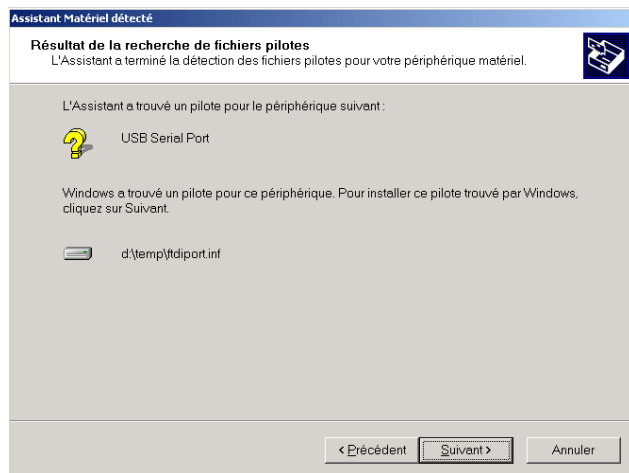 Assistant Matériel détecté
Résultat de la recherche de fichiers pilotes
L'Assistant a terminé la détection des fichiers pilotes pour votre périphérique matériel.
L'Assistant a trouvé un pilote pour le périphérique suivant :
USB Serial Port
Windows a trouvé un pilote pour ce périphérique. Pour installer ce pilote trouvé par Windows,
cliquez sur Suivant.
d:\temp\ftdiport.inf
< Précédent Suivant > Annuler